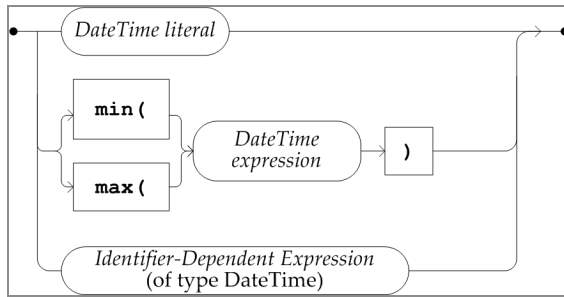 DateTime literal
min(
max(
DateTime
expression
)
Identifier-Dependent Expression
(of type DateTime)